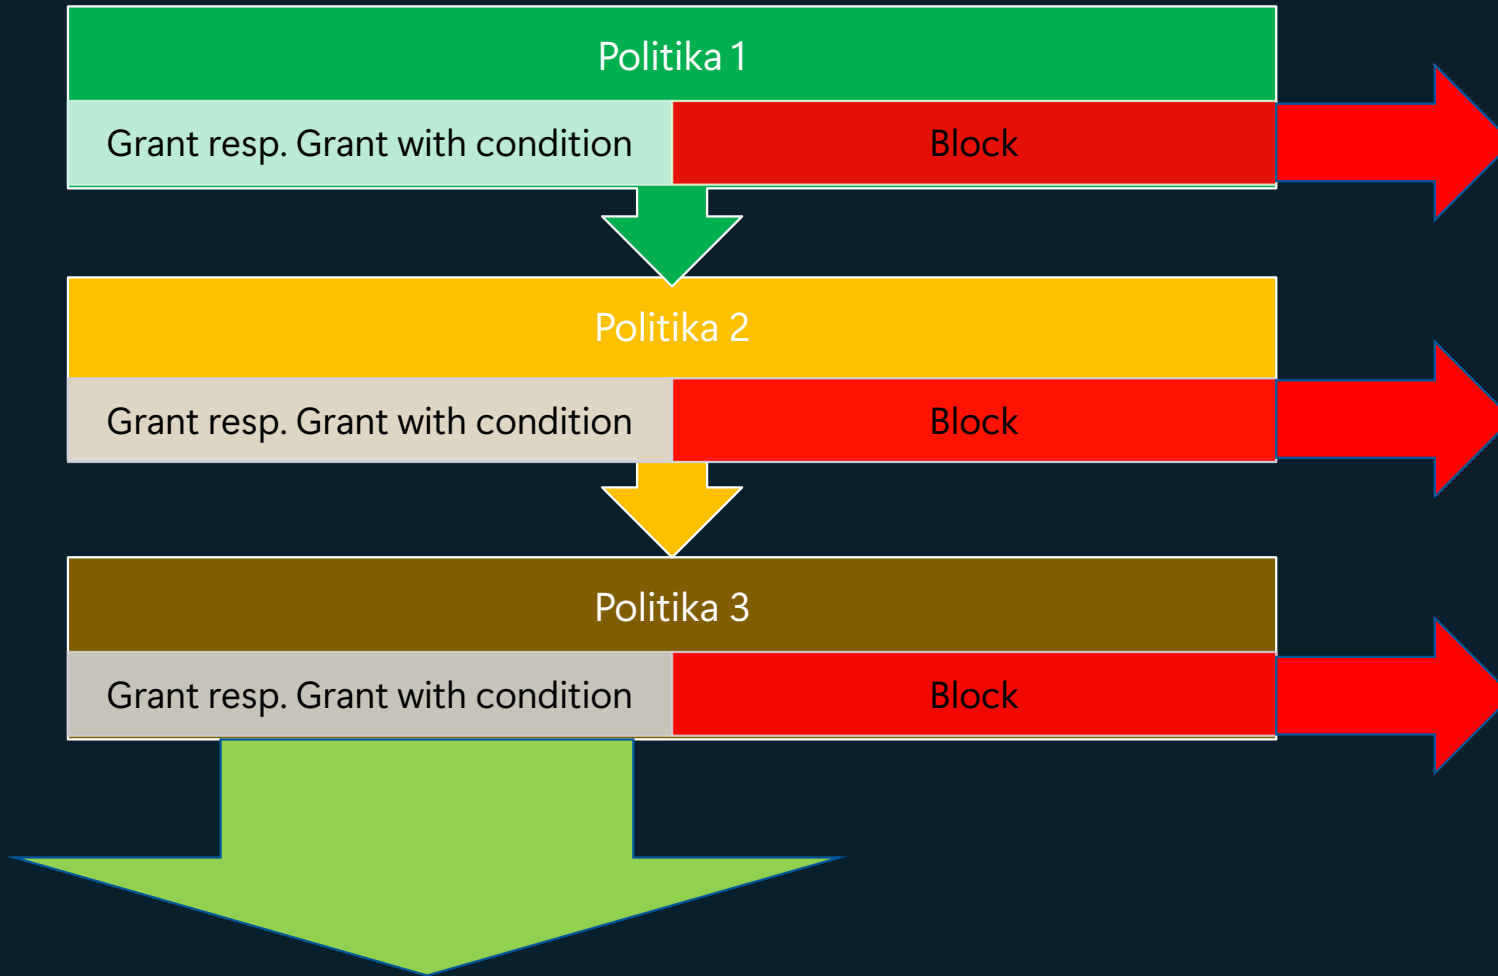 Politika 1
Grant resp. Grant with condition
Block
Politika 2
Grant resp. Grant with condition
Block
Politika 3
Grant resp. Grant with condition
Block